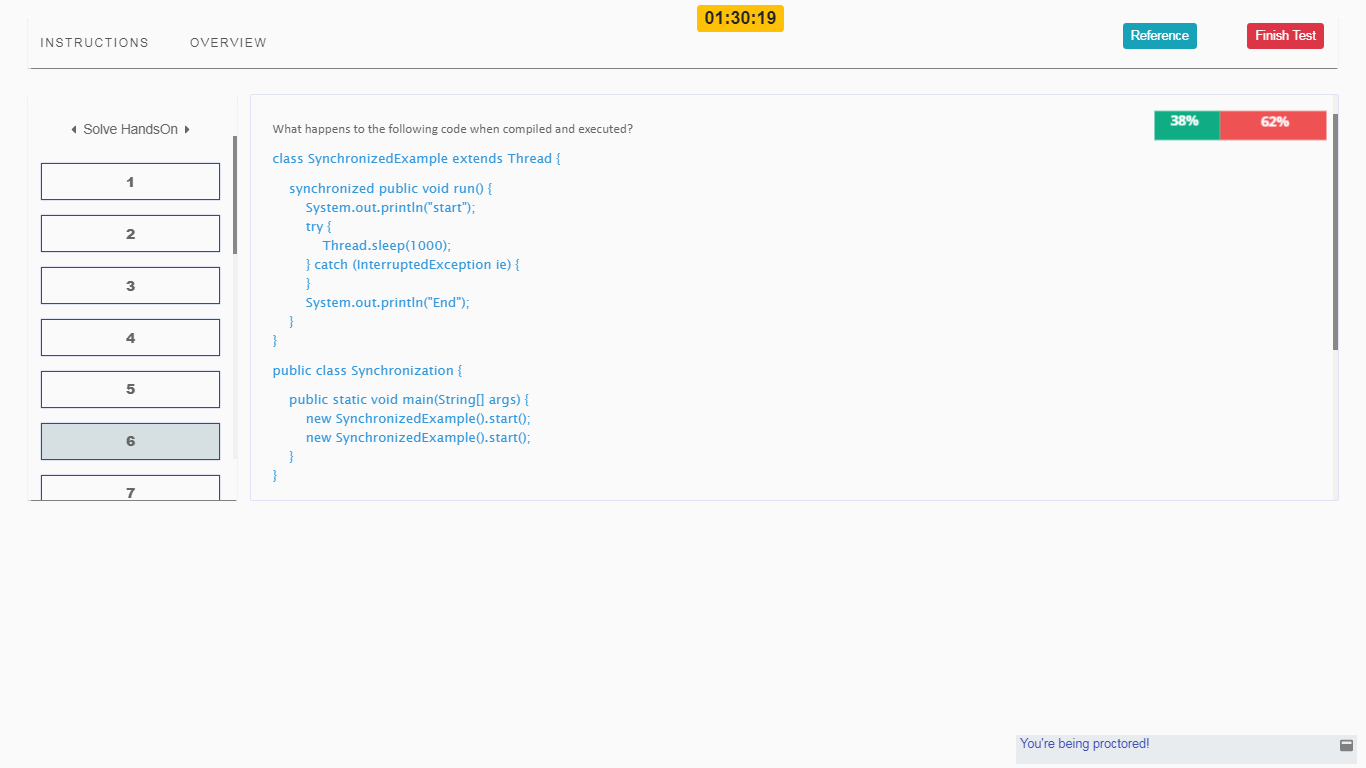 01:30:19
INSTRUCTIONS
OVERVIEW
Reference
Finish Test
Solve HandsOn
1
2
3
4
5
6
7
What happens to the following code when compiled and executed?
38%
62%
class SynchronizedExample extends Thread {
synchronized public void run() {
System.out.println("start");
try {
Thread.sleep(1000);
} catch (InterruptedException ie) {
}
System.out.println("End");
}
}
public class Synchronization {
public static void main(String[] args) {
new SynchronizedExample().start();
new SynchronizedExample().start();
}
}
You're being proctored!